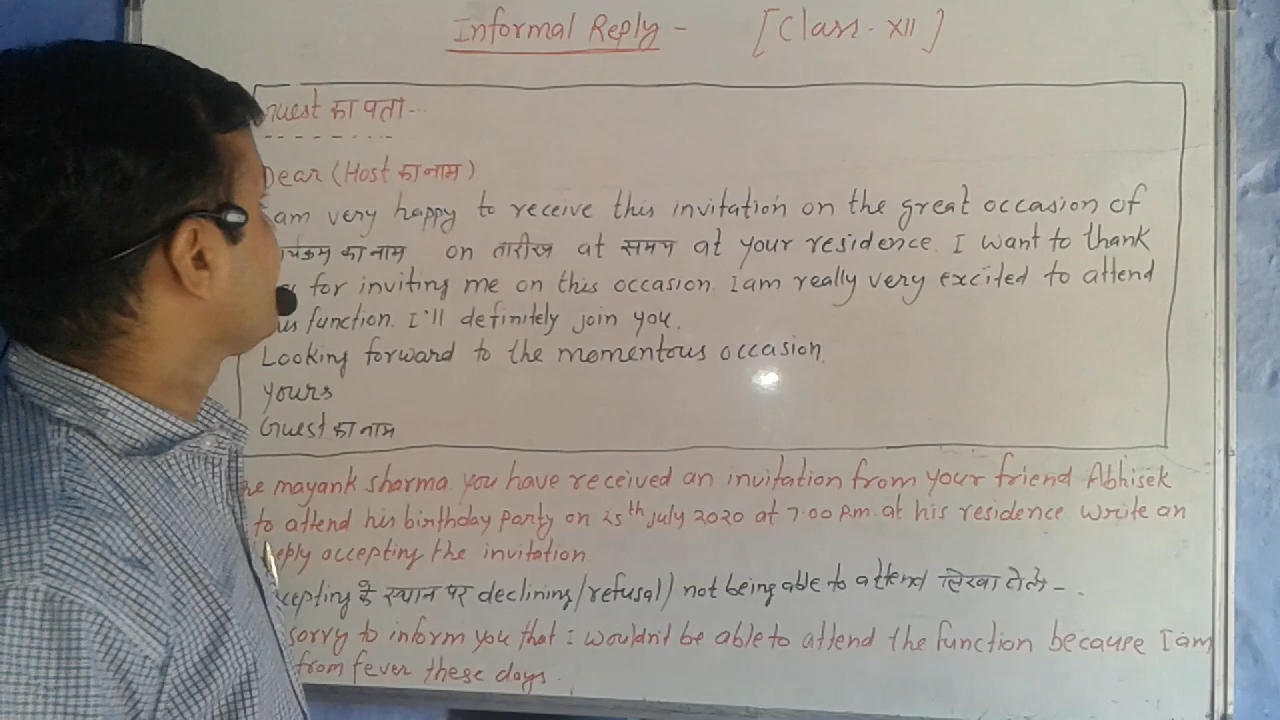 Informal Reply - [Class - XII]
Guest का पता...
Dear (Host का नाम)
am very happy to receive this invitation on the great occasion of
का नाम on तारीख at समय at your residence. I want to thank
for inviting me on this occasion. I am really very excited to attend
function. I'll definitely join you.
Looking forward to the momentous occasion.
yours
Guest का नाम
mayank sharma. you have received an invitation from your friend Abhisek
to attend his birthday party on 25th july 2020 at 7:00 P.m. at his residence write an
reply accepting the invitation
के स्थान पर declining/refusal/ not being able to attend लिखा
sorry to inform you that i wouldn't be able to attend the function because I am
from fever these days.